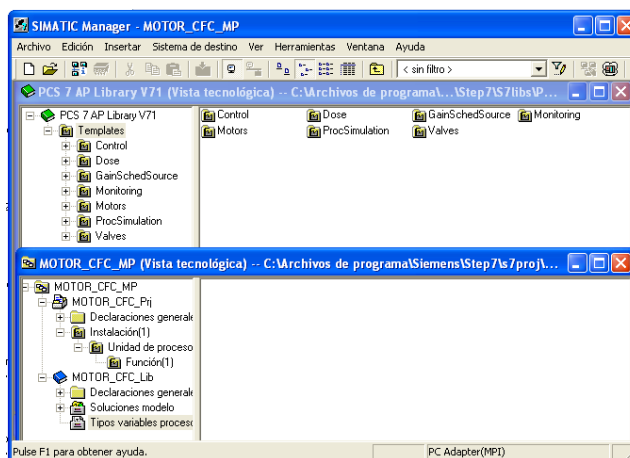 SIMATIC Manager - MOTOR_CFC_MP
Archivo Edición Insertar Sistema de destino Ver Herramientas Ventana Ayuda
< sin filtro >
PCS 7 AP Library V71 (Vista tecnológica) -- C:\Archivos de programa\...\Step7\S7libs\P...
PCS 7 AP Library V71
Templates
Control
Dose
GainSchedSource
Monitoring
Motors
ProcSimulation
Valves
Control Dose GainSchedSource Monitoring
Motors ProcSimulation Valves
MOTOR_CFC_MP (Vista tecnológica) -- C:\Archivos de programa\Siemens\Step7\s7proj\...
MOTOR_CFC_MP
MOTOR_CFC_Prj
Declaraciones generale
Instalación(1)
Unidad de proceso
Función(1)
MOTOR_CFC_Lib
Declaraciones generale
Soluciones modelo
Tipos variables proceso
Pulse F1 para obtener ayuda. PC Adapter(MPI)